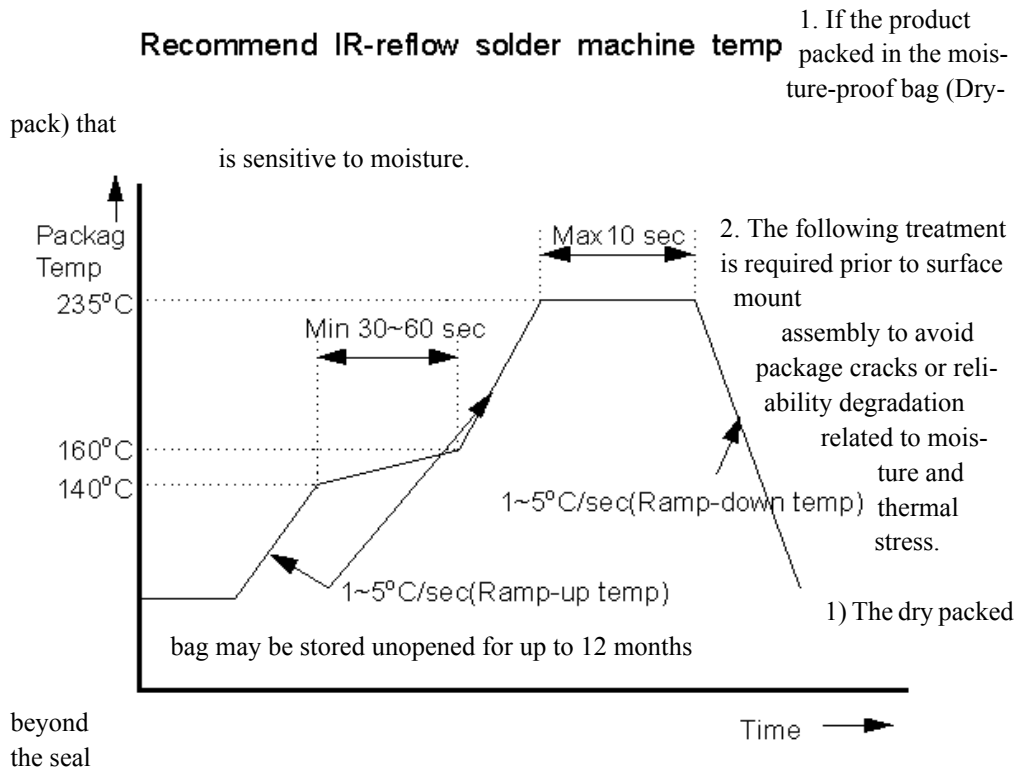 Recommend IR-reflow solder machine temp
1. If the product
packed in the mois-
ture-proof bag (Dry-
pack) that
is sensitive to moisture.
Packag
Temp
235°C
160°C
140°C
Min 30~60 sec
Max10 sec
1~5°C/sec(Ramp-up temp)
1~5°C/sec(Ramp-down temp)
Time
2. The following treatment
is required prior to surface
mount
assembly to avoid
package cracks or reli-
ability degradation
related to mois-
ture and
thermal
stress.
1) The dry packed
bag may be stored unopened for up to 12 months
beyond
the seal